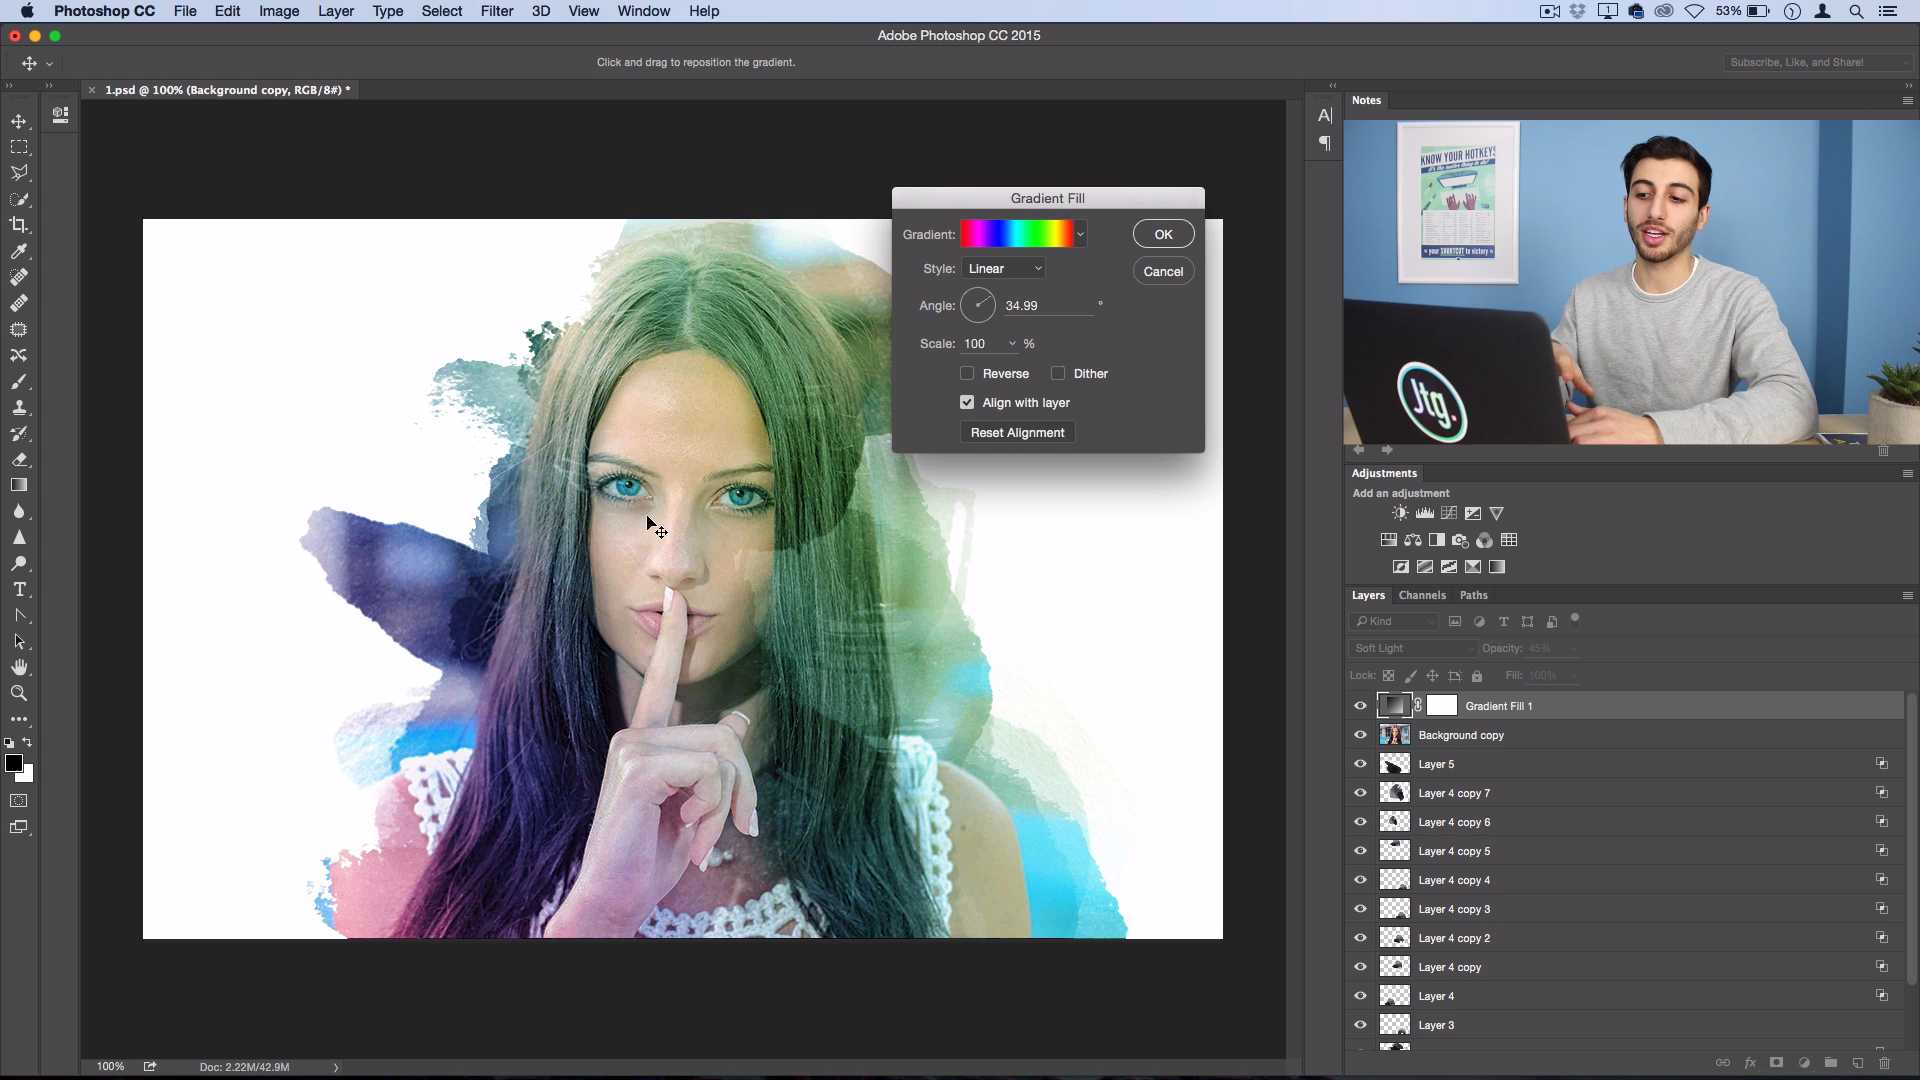 Photoshop CC File Edit Image Layer Type Select Filter 3D View Window Help
1 53%
Adobe Photoshop CC 2015
Click and drag to reposition the gradient.
Subscribe, Like, and Share!
1.psd @ 100% (Background copy, RGB/8#) *
Notes
KNOW YOUR HOTKEYS
your SHORTCUT to victory
Jtg.
Gradient Fill
Gradient:
OK
Style: Linear
Cancel
Angle: 34.99 °
Scale: 100 %
Reverse Dither
Align with layer
Reset Alignment
Adjustments
Add an adjustment
Layers Channels Paths
Kind
Soft Light Opacity: 45%
Lock: Fill: 100%
Gradient Fill 1
Background copy
Layer 5
Layer 4 copy 7
Layer 4 copy 6
Layer 4 copy 5
Layer 4 copy 4
Layer 4 copy 3
Layer 4 copy 2
Layer 4 copy
Layer 4
Layer 3
100% Doc: 2.22M/42.9M